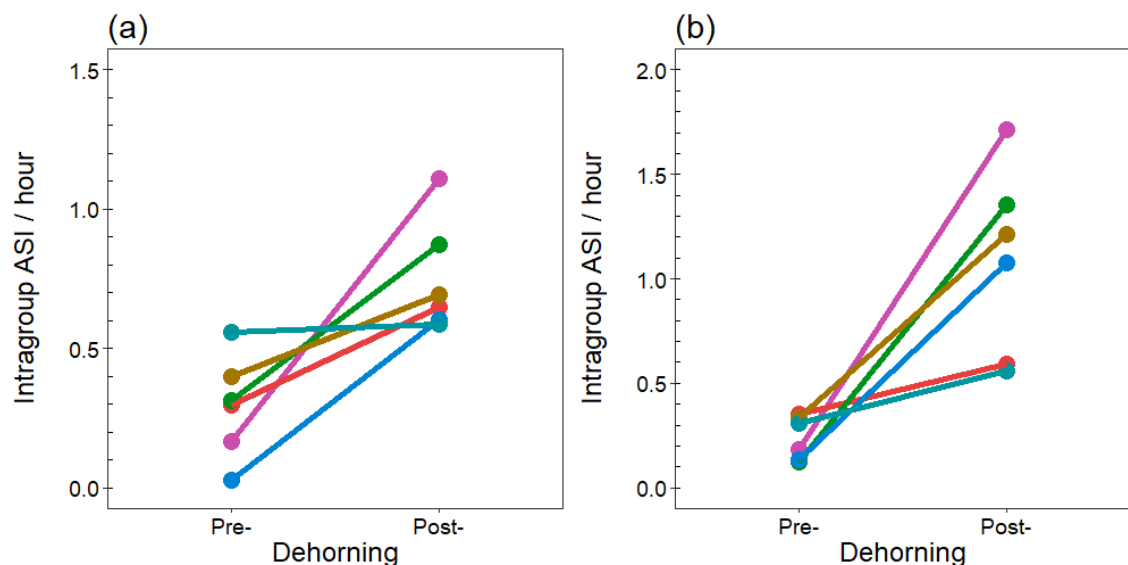 (a)
Intragroup ASI / hour
1.5
1.0
0.5
0.0
Pre-
Post-
Dehorning
(b)
Intragroup ASI / hour
2.0
1.5
1.0
0.5
0.0
Pre-
Post-
Dehorning